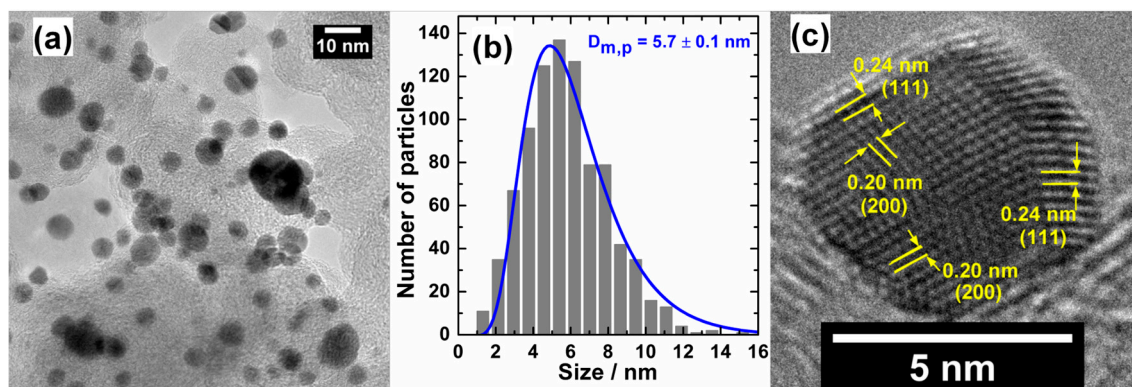 (a)
10 nm
(b)
D_m,p = 5.7 ± 0.1 nm
Number of particles
140
120
100
80
60
40
20
0
0 2 4 6 8 10 12 14 16
Size / nm
(c)
0.24 nm
(111)
0.20 nm
(200)
0.24 nm
(111)
0.20 nm
(200)
5 nm